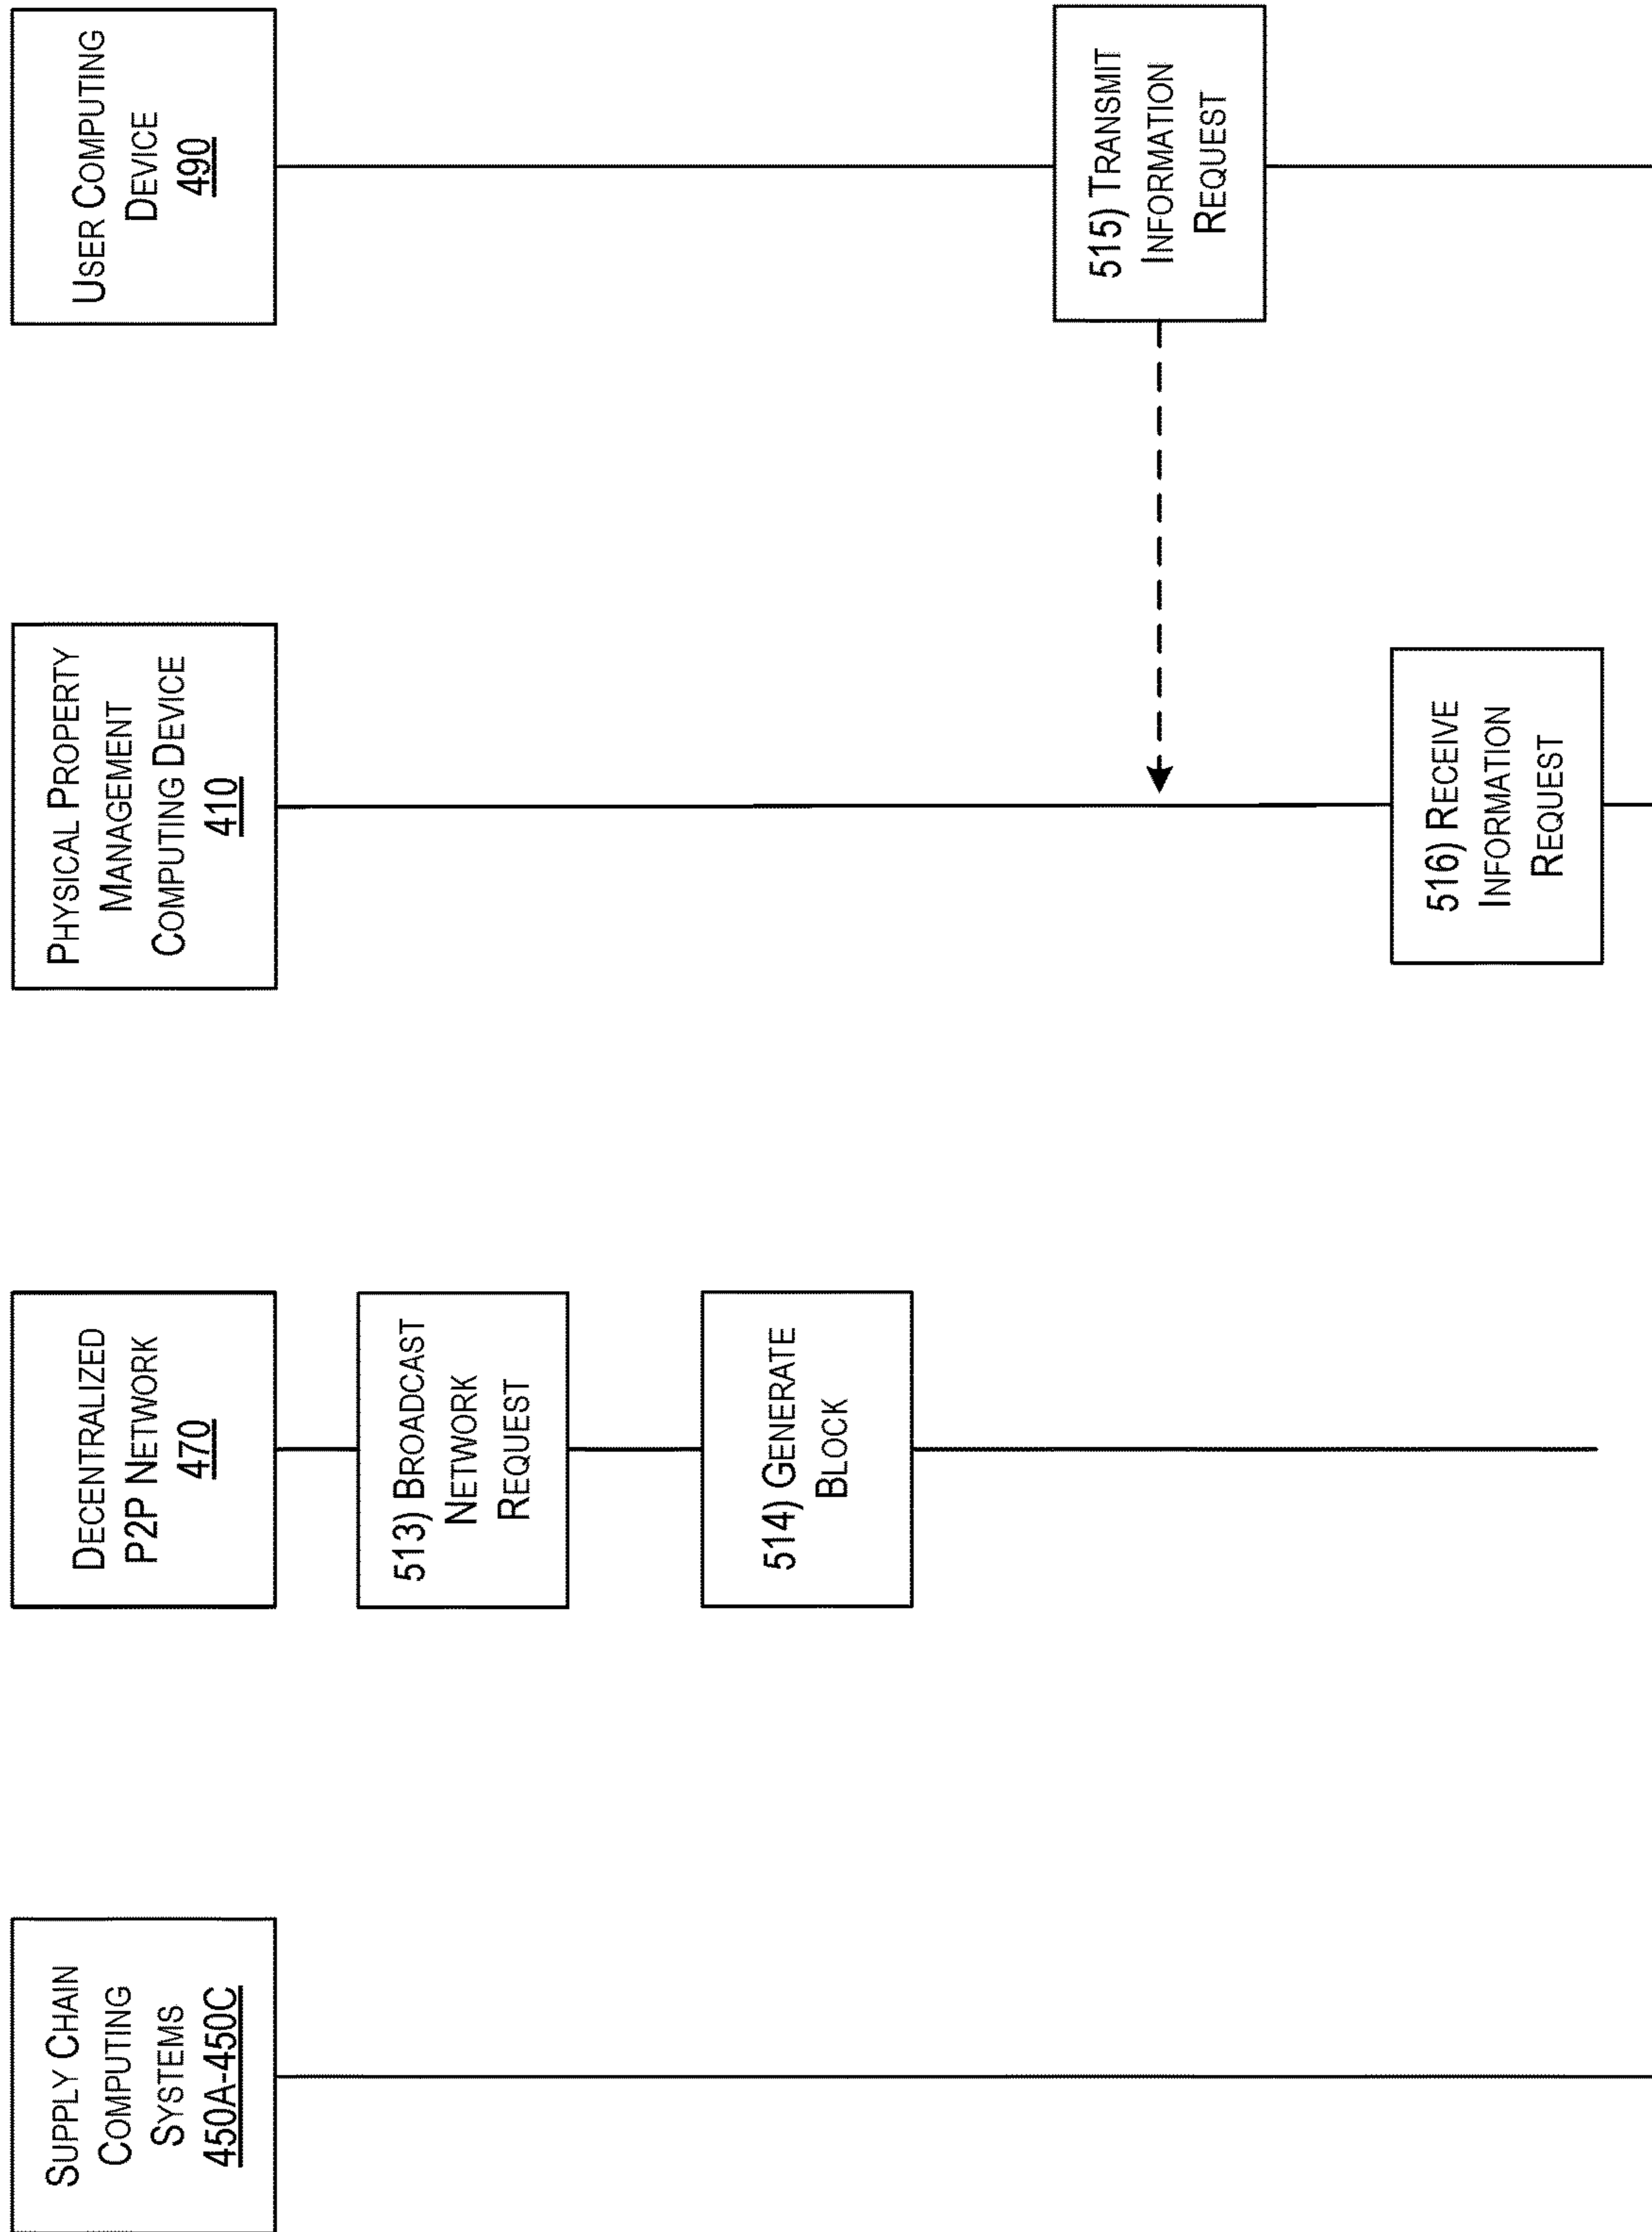 SUPPLY CHAIN
COMPUTING
SYSTEMS
450A-450C
DECENTRALIZED
P2P NETWORK
470
PHYSICAL PROPERTY
MANAGEMENT
COMPUTING DEVICE
410
USER COMPUTING
DEVICE
490
513) BROADCAST
NETWORK
REQUEST
514) GENERATE
BLOCK
515) TRANSMIT
INFORMATION
REQUEST
516) RECEIVE
INFORMATION
REQUEST